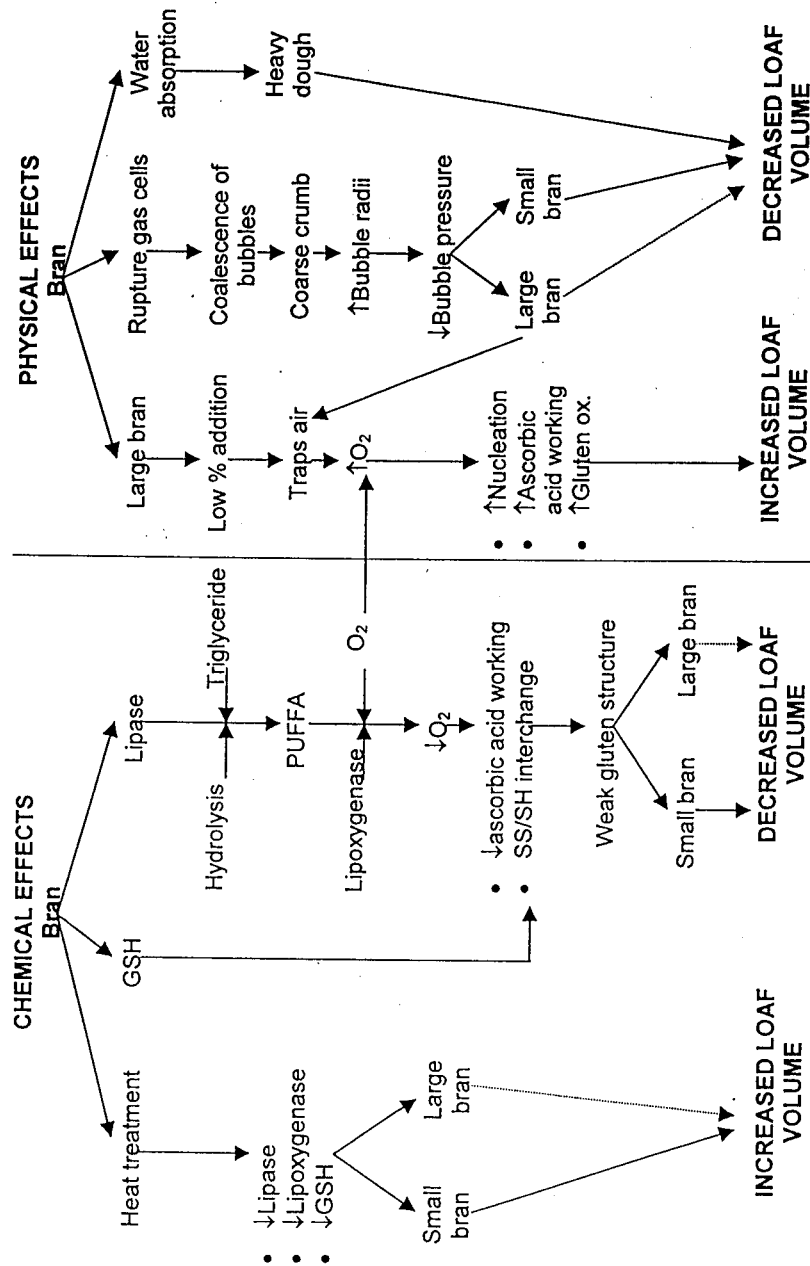 CHEMICAL EFFECTS
Bran
Heat treatment
GSH
Lipase
Hydrolysis
Triglyceride
PUFFA
Lipoxygenase
O₂
↓O₂
• ↓Lipase
• ↓Lipoxygenase
• ↓GSH
Small
bran
Large
bran
• ↓ascorbic acid working
• SS/SH interchange
Weak gluten structure
Small bran
Large bran
INCREASED LOAF
VOLUME
DECREASED LOAF
VOLUME
PHYSICAL EFFECTS
Bran
Large bran
Low % addition
Traps air
↑O₂
• ↑Nucleation
• ↑Ascorbic
acid working
• ↑Gluten ox.
Rupture gas cells
Coalescence of
bubbles
Coarse crumb
↑Bubble radii
↓Bubble pressure
Large
bran
Small
bran
Water
absorption
Heavy
dough
INCREASED LOAF
VOLUME
DECREASED LOAF
VOLUME